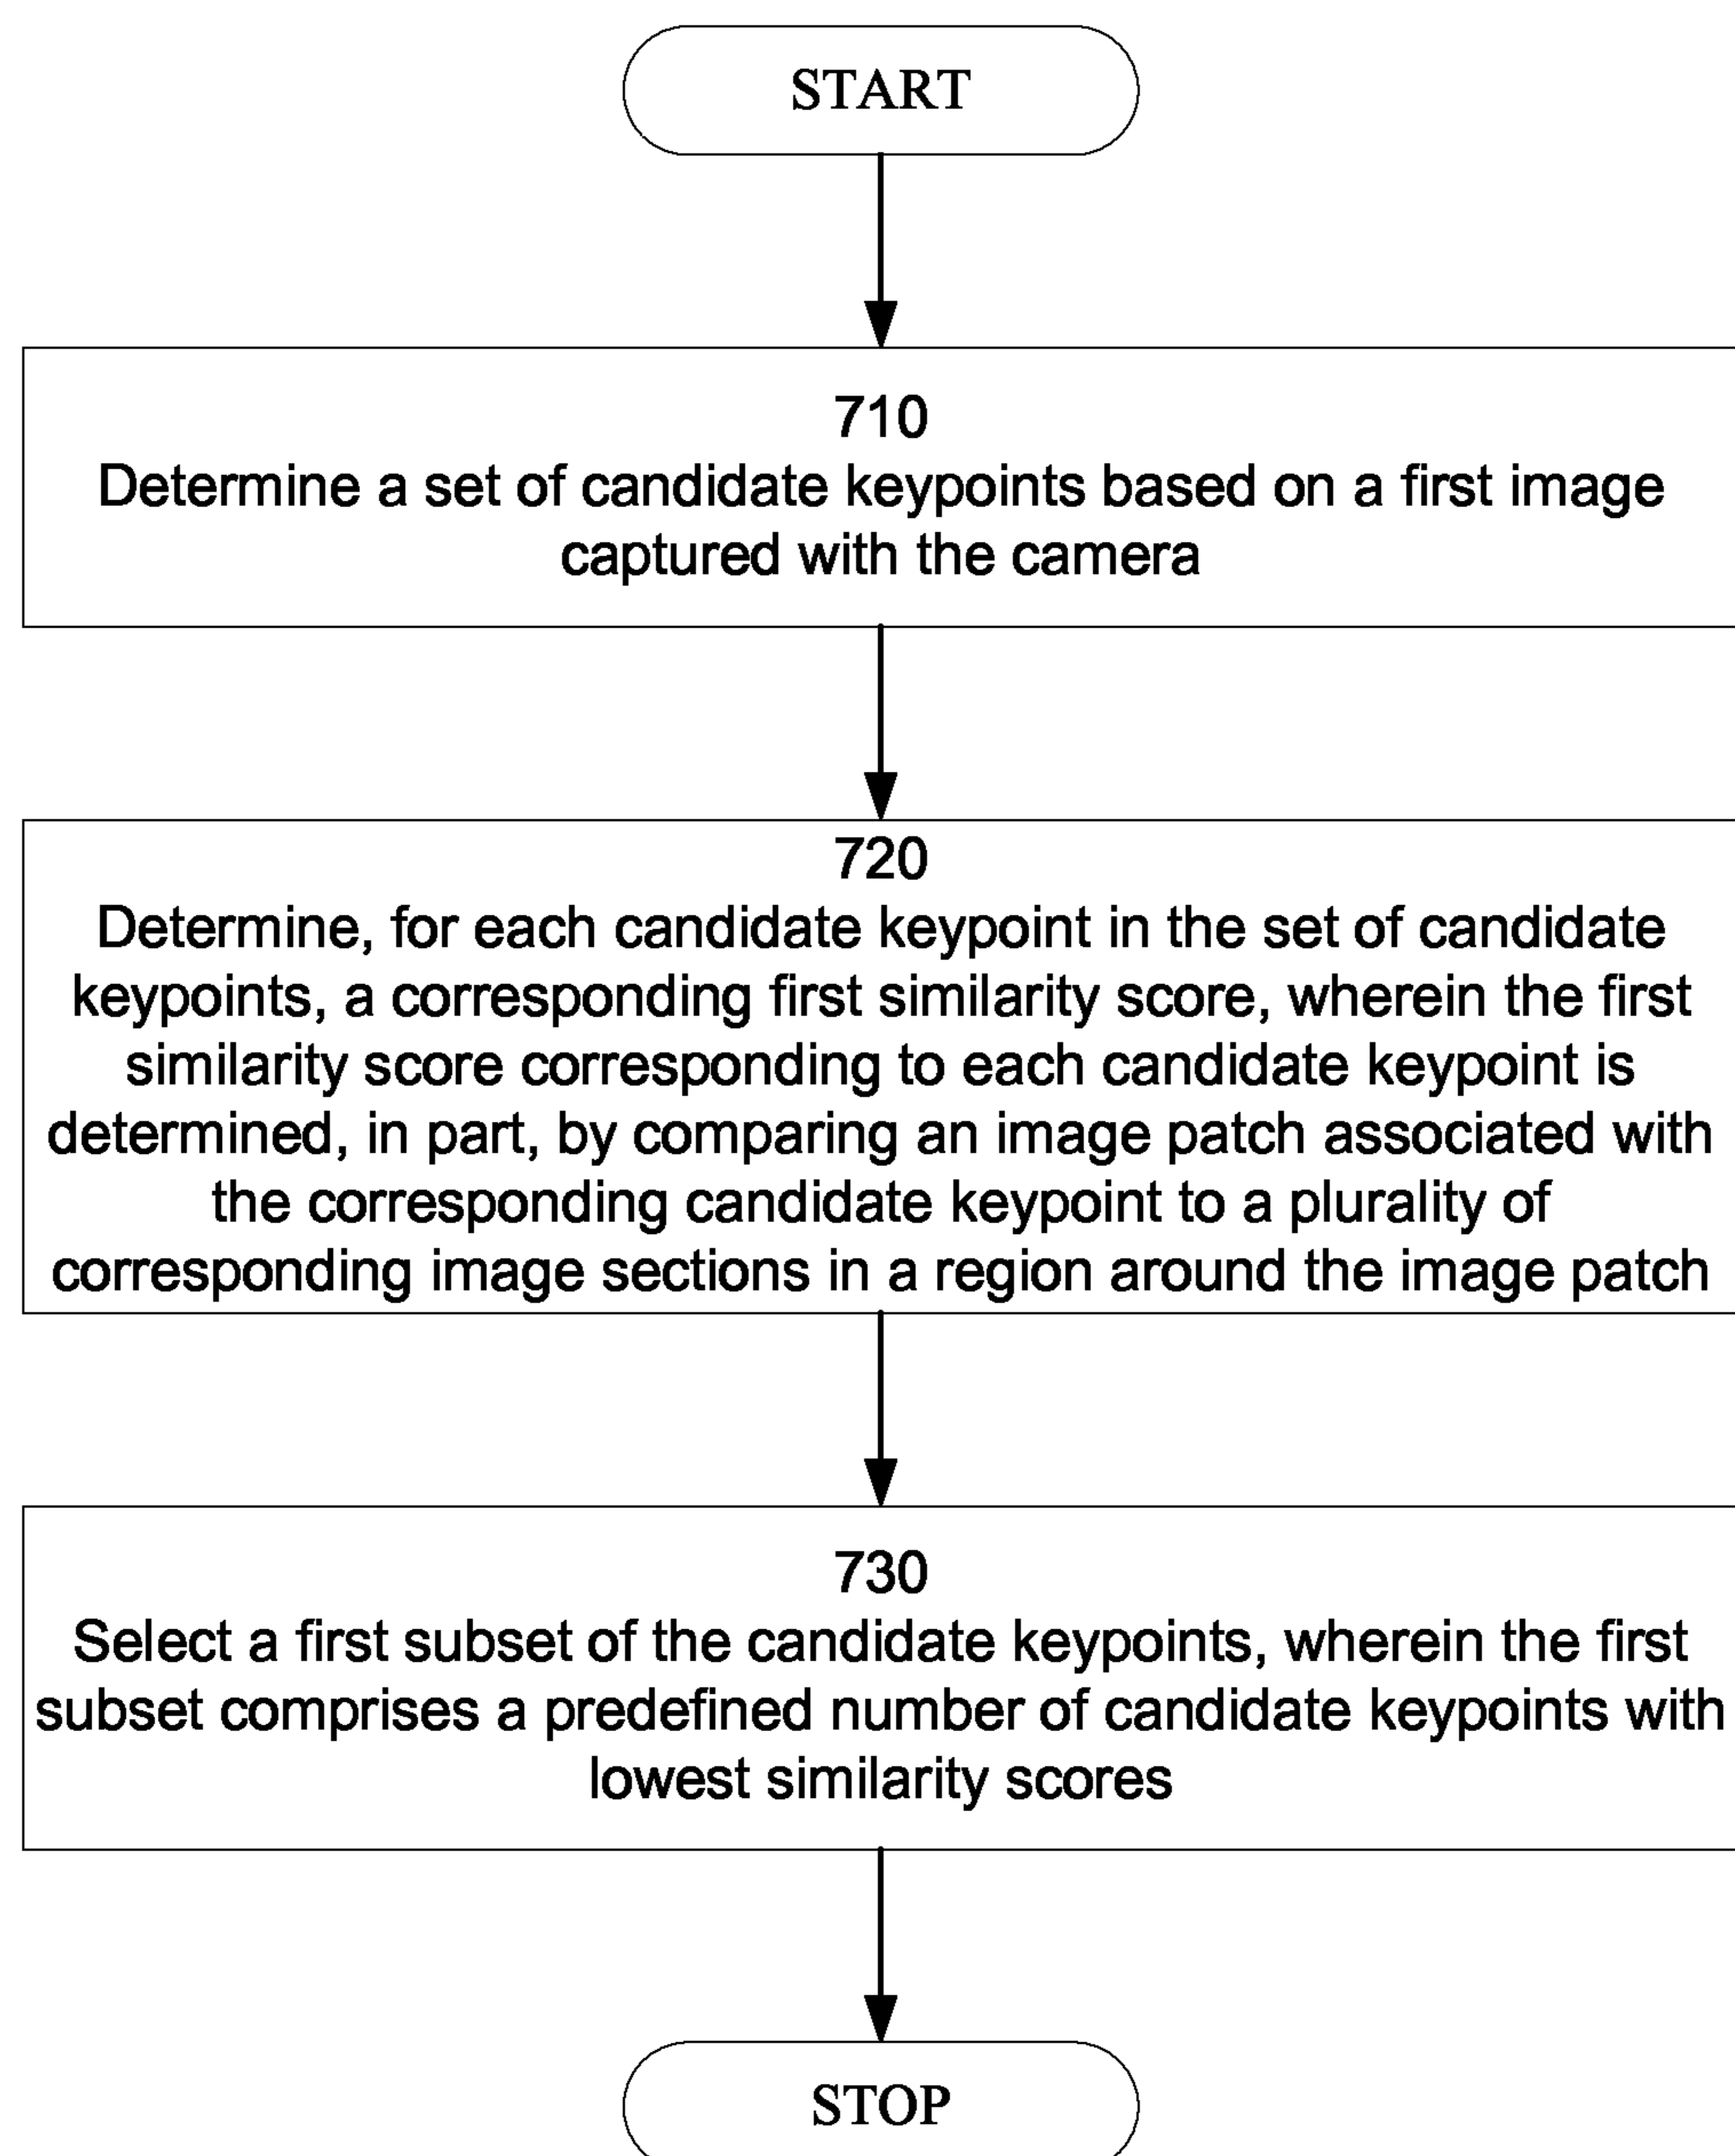 START
710
Determine a set of candidate keypoints based on a first image
captured with the camera
720
Determine, for each candidate keypoint in the set of candidate
keypoints, a corresponding first similarity score, wherein the first
similarity score corresponding to each candidate keypoint is
determined, in part, by comparing an image patch associated with
the corresponding candidate keypoint to a plurality of
corresponding image sections in a region around the image patch
730
Select a first subset of the candidate keypoints, wherein the first
subset comprises a predefined number of candidate keypoints with
lowest similarity scores
STOP